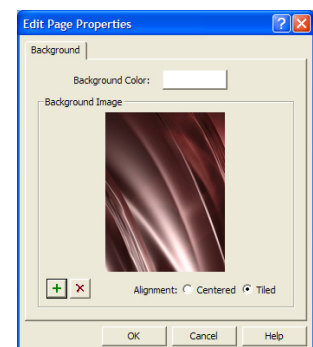 Edit Page Properties
Background
Background Color:
Background Image
Alignment: Centered Tiled
OK Cancel Help